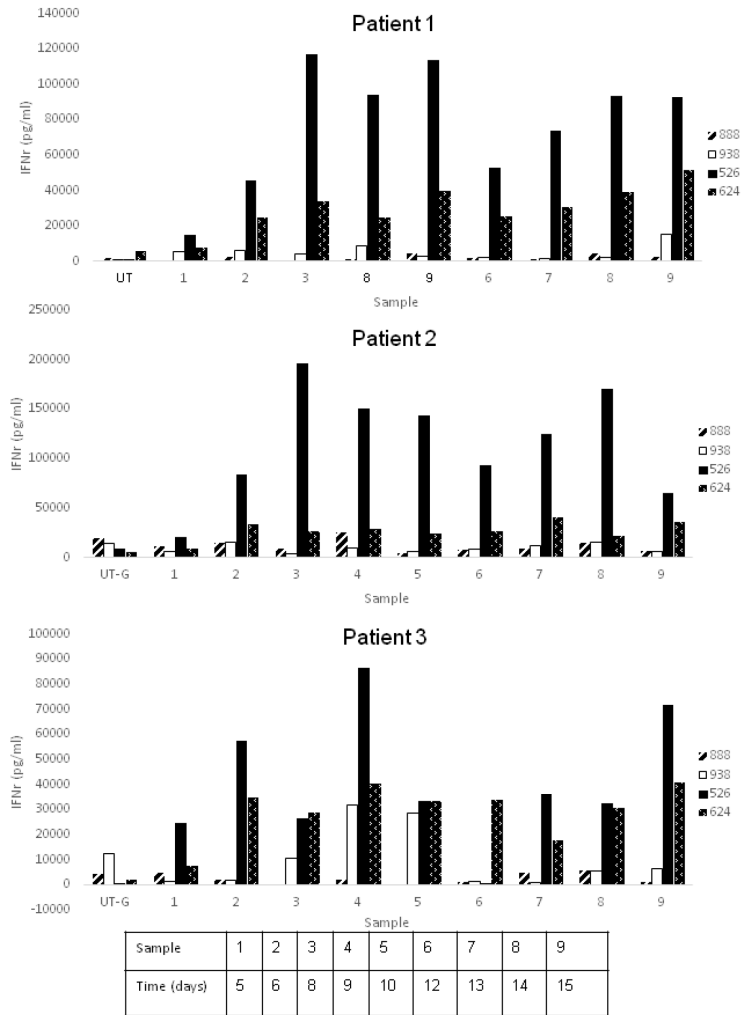 Patient 1
140000
120000
100000
80000
60000
40000
20000
0
IFNr (pg/ml)
UT 1 2 3 8 9 6 7 8 9
Sample
888
938
526
624
Patient 2
250000
200000
150000
100000
50000
0
IFNr (pg/ml)
UT-G 1 2 3 4 5 6 7 8 9
Sample
888
938
526
624
Patient 3
100000
90000
80000
70000
60000
50000
40000
30000
20000
10000
0
-10000
IFNr (pg/ml)
UT-G 1 2 3 4 5 6 7 8 9
Sample
888
938
526
624
Sample 1 2 3 4 5 6 7 8 9
Time (days) 5 6 8 9 10 12 13 14 15